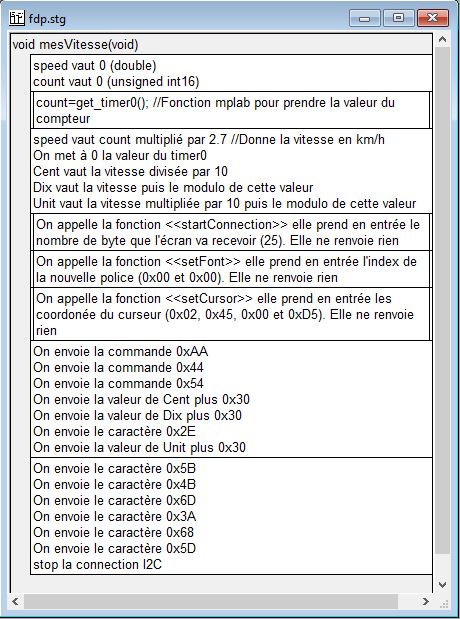 fdp.stg
void mesVitesse(void)
speed vaut 0 (double)
count vaut 0 (unsigned int16)
count=get_timer0(); //Fonction mplab pour prendre la valeur du
compteur
speed vaut count multiplié par 2.7 //Donne la vitesse en km/h
On met à 0 la valeur du timer0
Cent vaut la vitesse divisée par 10
Dix vaut la vitesse puis le modulo de cette valeur
Unit vaut la vitesse multipliée par 10 puis le modulo de cette valeur
On appelle la fonction <<startConnection>> elle prend en entrée le
nombre de byte que l'écran va recevoir (25). Elle ne renvoie rien
On appelle la fonction <<setFont>> elle prend en entrée l'index de
la nouvelle police (0x00 et 0x00). Elle ne renvoie rien
On appelle la fonction <<setCursor>> elle prend en entrée les
coordonée du curseur (0x02, 0x45, 0x00 et 0xD5). Elle ne renvoie
rien
On envoie la commande 0xAA
On envoie la commande 0x44
On envoie la commande 0x54
On envoie la valeur de Cent plus 0x30
On envoie la valeur de Dix plus 0x30
On envoie le caractère 0x2E
On envoie la valeur de Unit plus 0x30
On envoie le caractère 0x5B
On envoie le caractère 0x4B
On envoie le caractère 0x6D
On envoie le caractère 0x3A
On envoie le caractère 0x68
On envoie le caractère 0x5D
stop la connection I2C